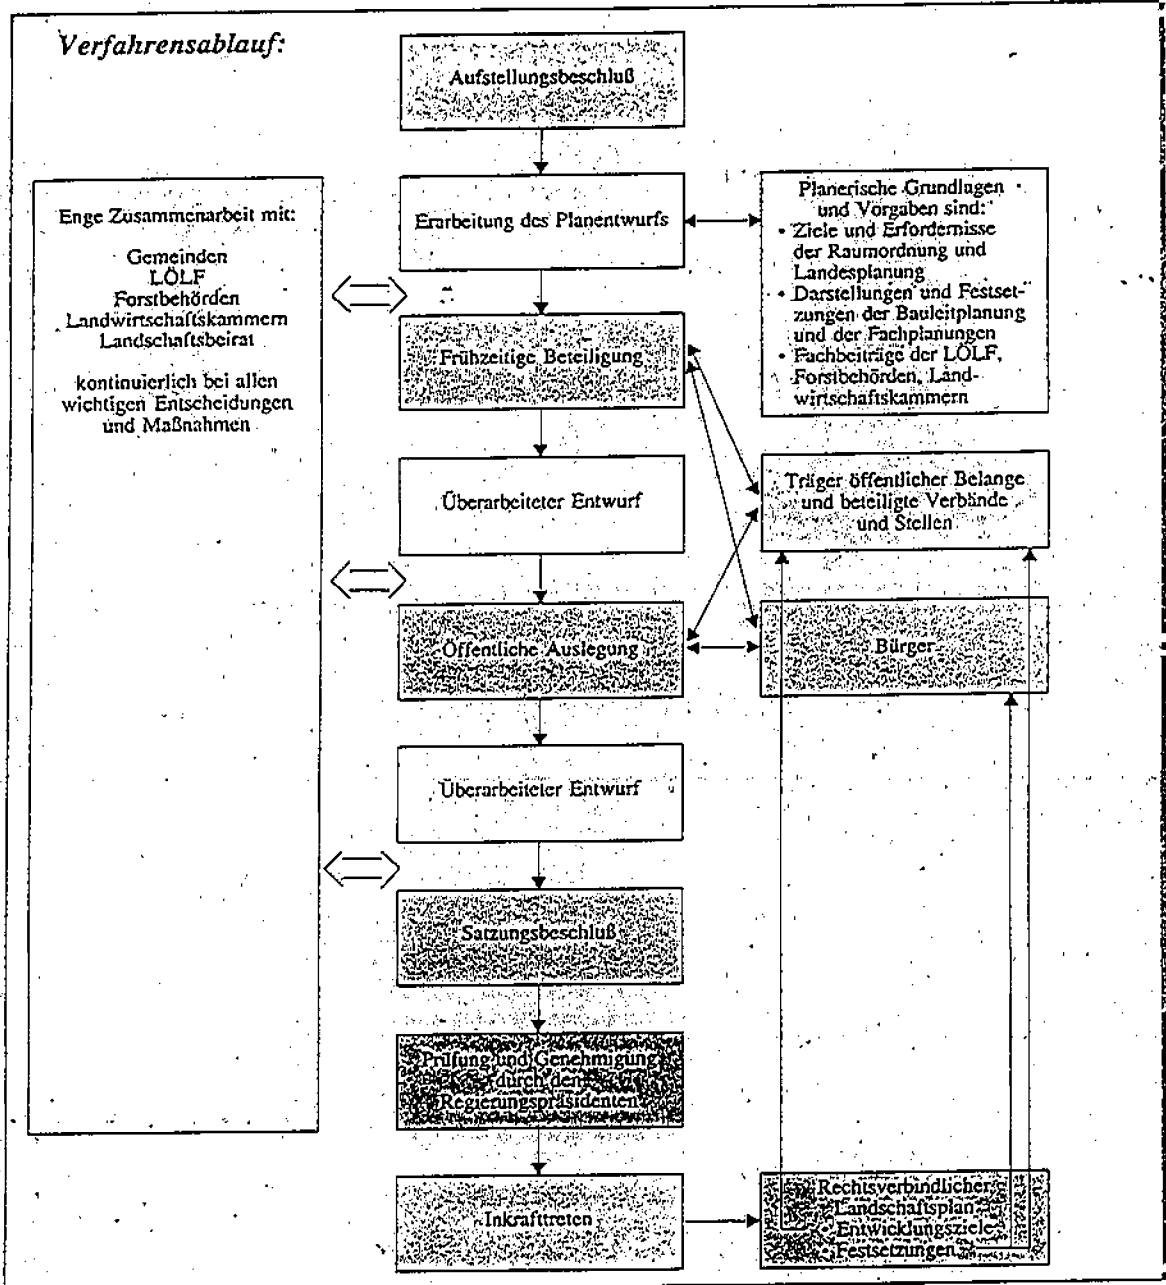 Verfahrensablauf:
Aufstellungsbeschluß
Enge Zusammenarbeit mit:
Gemeinden
LÖLF
Forstbehörden
Landwirtschaftskammern
Landschaftsbeirat
kontinuierlich bei allen
wichtigen Entscheidungen
und Maßnahmen
Erarbeitung des Planentwurfs
Planerische Grundlagen
und Vorgaben sind:
• Ziele und Erfordernisse
der Raumordnung und
Landesplanung
• Darstellungen und Festset-
zungen der Bauleitplanung
und der Fachplanungen
• Fachbeiträge der LÖLF,
Forstbehörden, Land-
wirtschaftskammern
Frühzeitige Beteiligung
Überarbeiteter Entwurf
Träger öffentlicher Belange
und beteiligte Verbände
und Stellen
Öffentliche Auslegung
Bürger
Überarbeiteter Entwurf
Satzungsbeschluß
Prüfung und Genehmigung
durch den
Regierungspräsidenten
Inkrafttreten
Rechtsverbindlicher
Landschaftsplan
• Entwicklungsziele
• Festsetzungen